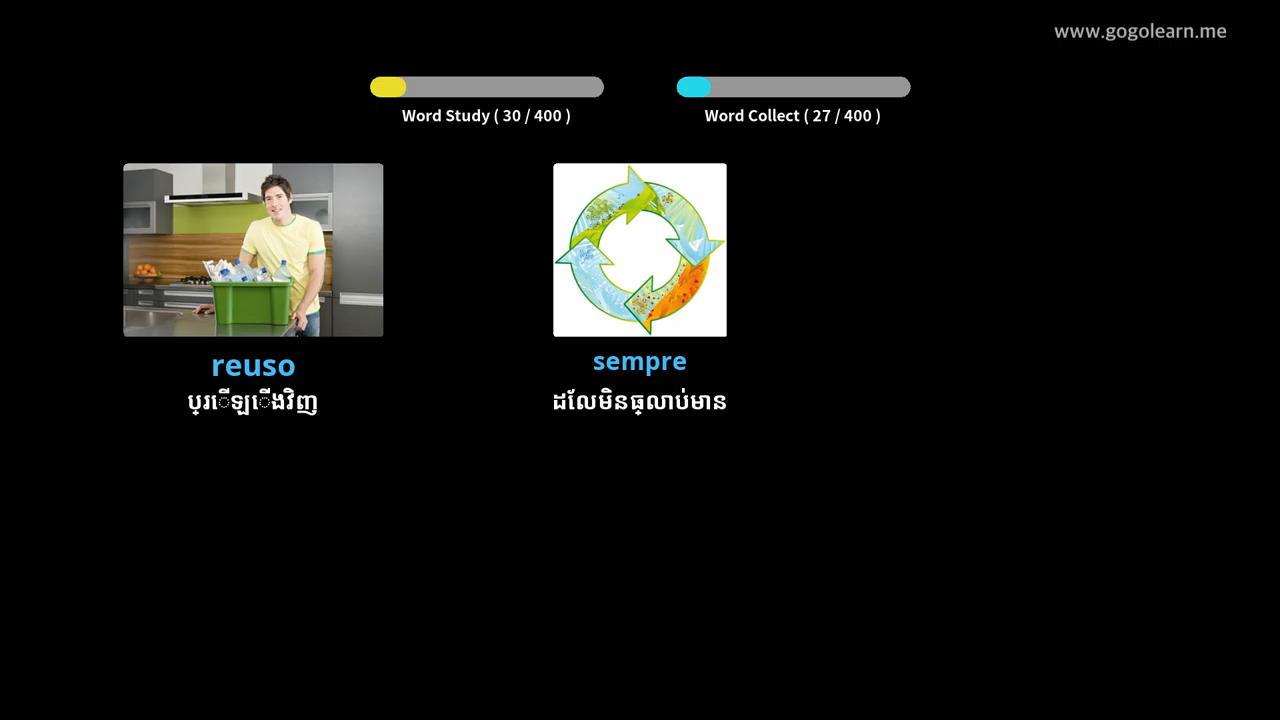 www.gogolearn.me
Word Study ( 30 / 400 )
Word Collect ( 27 / 400 )
reuso
ប្រើឡើងវិញ
sempre
ដែលមិនធ្លាប់មាន